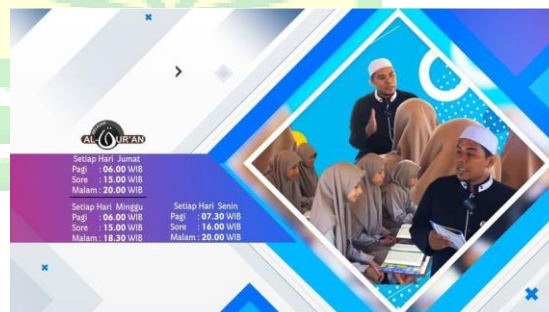 AL-QUR'AN
Setiap Hari Jumat
Pagi : 06.00 WIB
Sore : 15.00 WIB
Malam : 20.00 WIB
Setiap Hari Minggu
Pagi : 06.00 WIB
Sore : 15.00 WIB
Malam : 18.30 WIB
Setiap Hari Senin
Pagi : 07.30 WIB
Sore : 16.00 WIB
Malam : 20.00 WIB